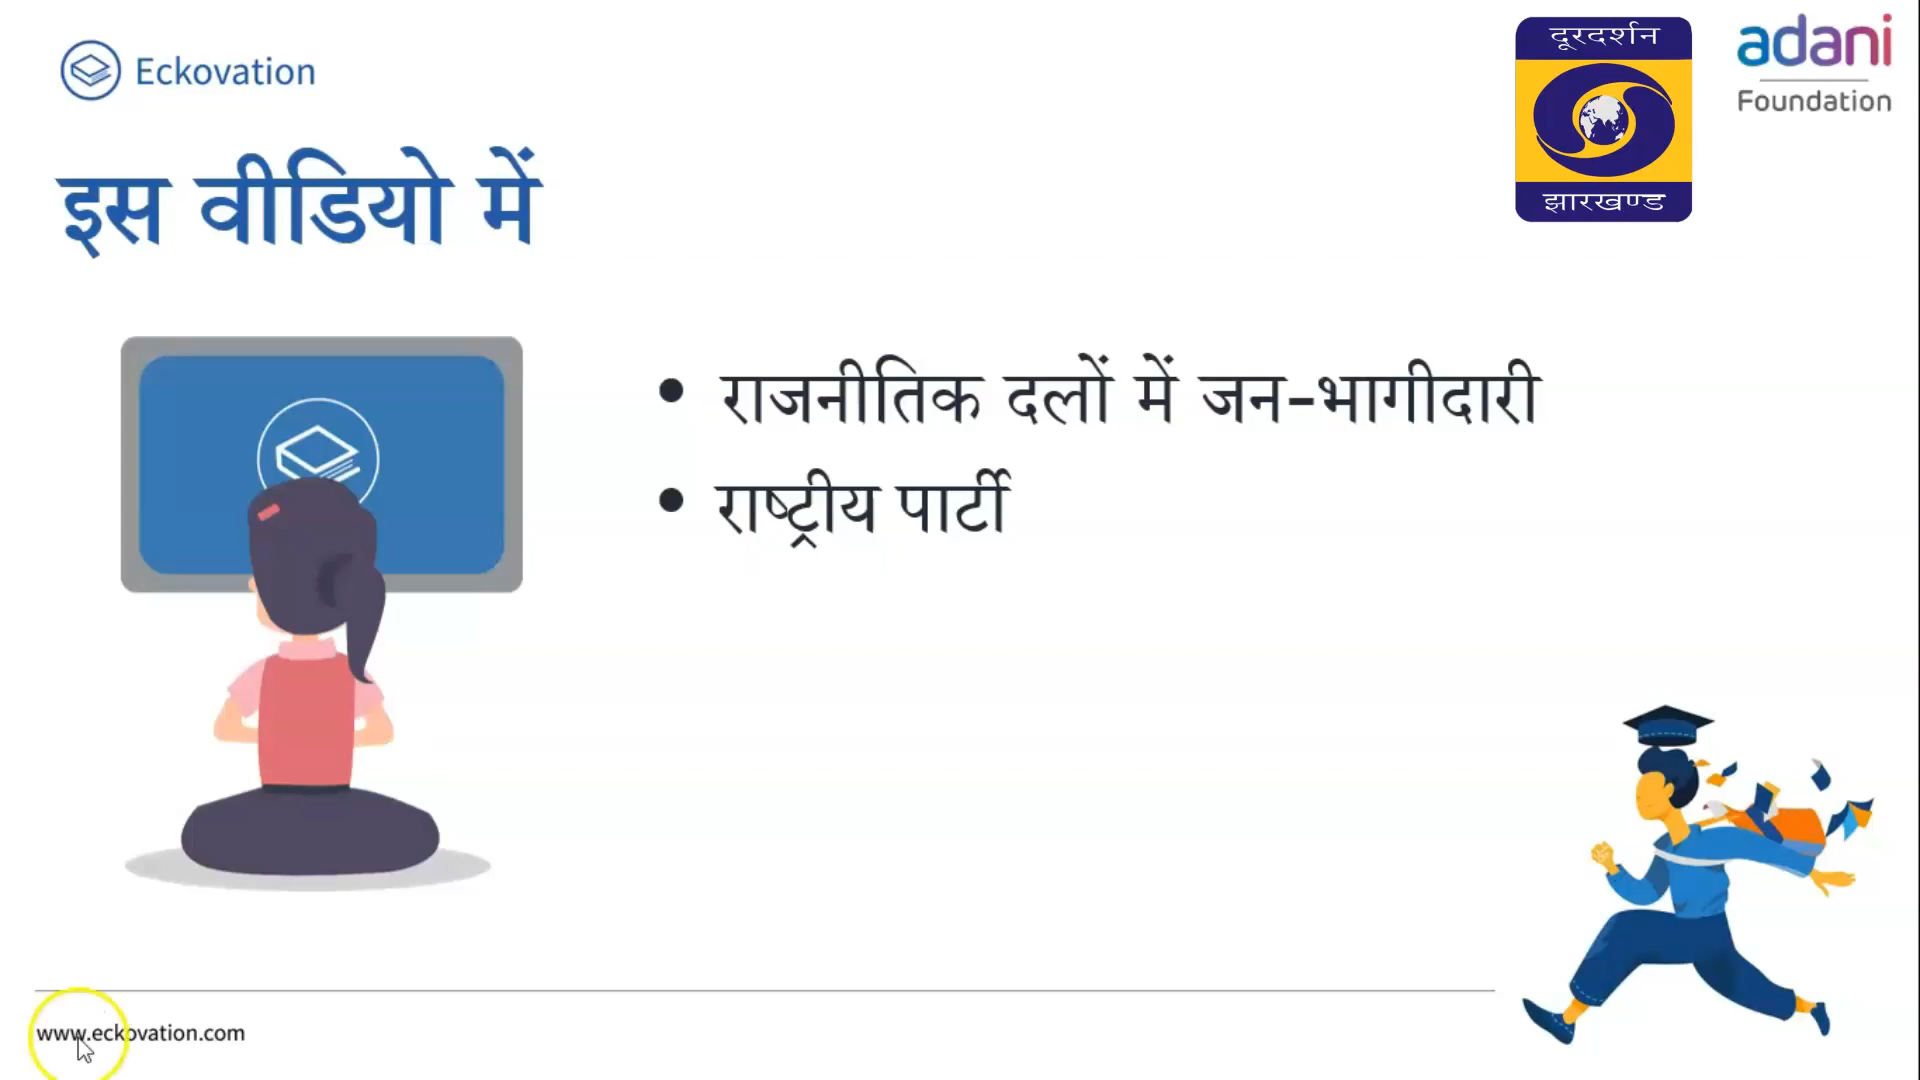 Eckovation
दूरदर्शन
झारखण्ड
adani
Foundation
इस वीडियो में
• राजनीतिक दलों में जन-भागीदारी
• राष्ट्रीय पार्टी
www.eckovation.com